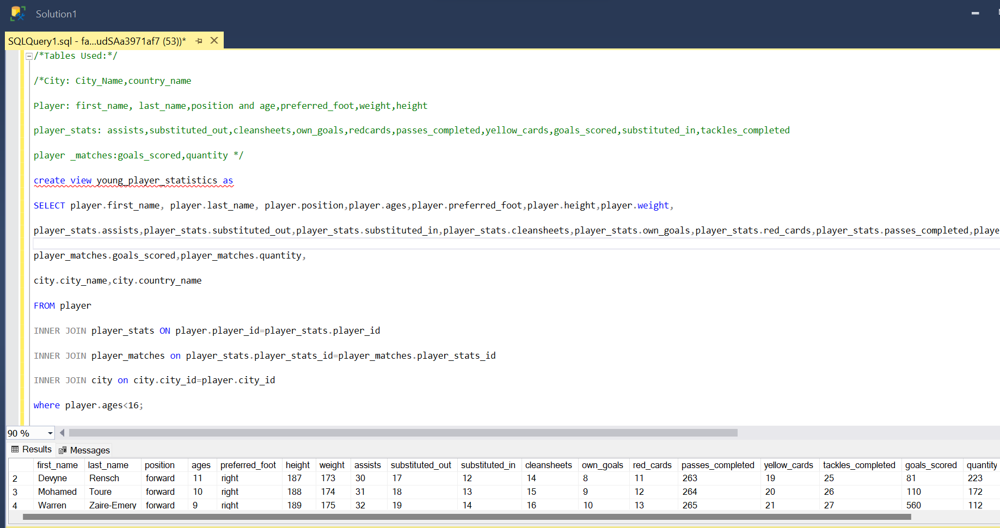 Solution1
SQLQuery1.sql - fa...udSAa3971af7 (53))*
/*Tables Used:*/
/*City: City_Name,country_name
Player: first_name, last_name,position and age,preferred_foot,weight,height
player_stats: assists,substituted_out,cleansheets,own_goals,redcards,passes_completed,yellow_cards,goals_scored,substituted_in,tackles_completed
player _matches:goals_scored,quantity */
create view young_player_statistics as
SELECT player.first_name, player.last_name, player.position,player.ages,player.preferred_foot,player.height,player.weight,
player_stats.assists,player_stats.substituted_out,player_stats.substituted_in,player_stats.cleansheets,player_stats.own_goals,player_stats.red_cards,player_stats.passes_completed,playe
player_matches.goals_scored,player_matches.quantity,
city.city_name,city.country_name
FROM player
INNER JOIN player_stats ON player.player_id=player_stats.player_id
INNER JOIN player_matches on player_stats.player_stats_id=player_matches.player_stats_id
INNER JOIN city on city.city_id=player.city_id
where player.ages<16;
90 %
Results Messages
first_name last_name position ages preferred_foot height weight assists substituted_out substituted_in cleansheets own_goals red_cards passes_completed yellow_cards tackles_completed goals_scored quantity
2 Devyne Rensch forward 11 right 187 173 30 17 12 14 8 11 263 19 25 81 223
3 Mohamed Toure forward 10 right 188 174 31 18 13 15 9 12 264 20 26 110 172
4 Warren Zaire-Emery forward 9 right 189 175 32 19 14 16 10 13 265 21 27 560 112